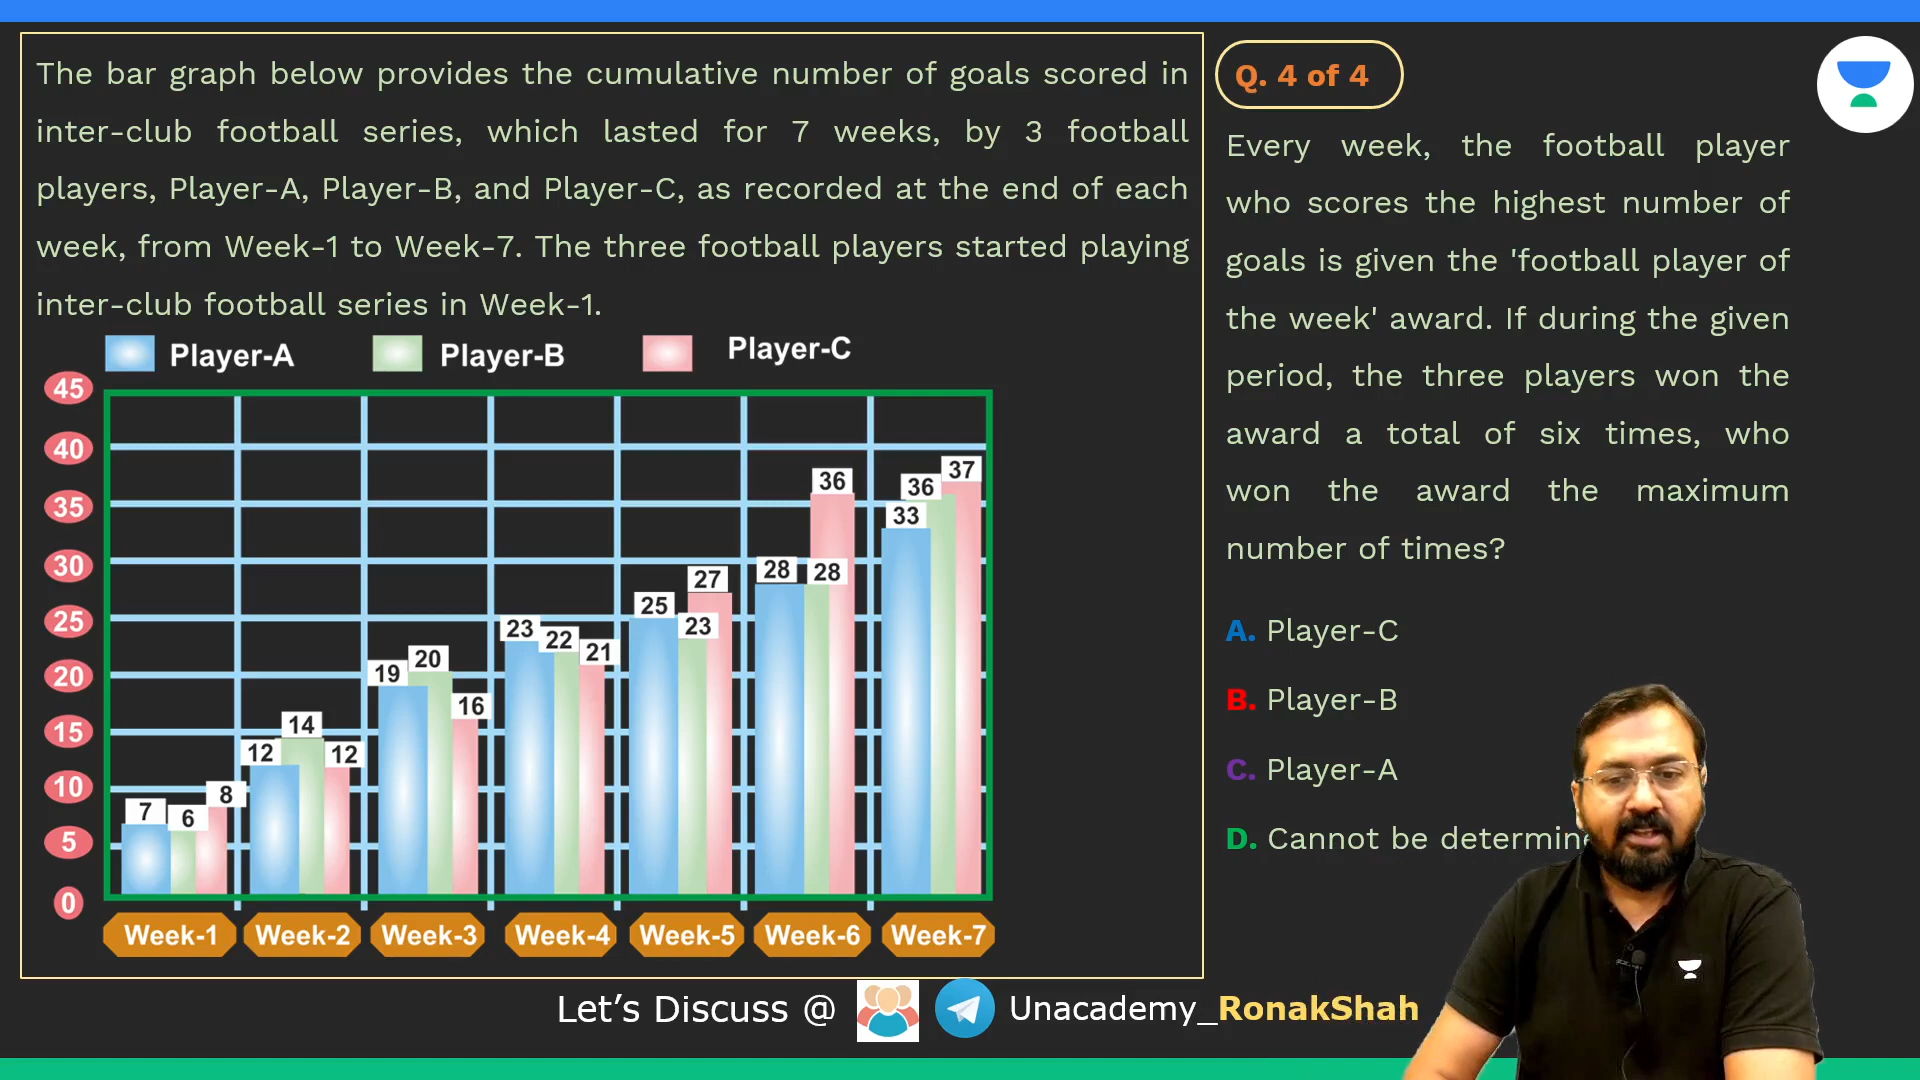 The bar graph below provides the cumulative number of goals scored in
inter-club football series, which lasted for 7 weeks, by 3 football
players, Player-A, Player-B, and Player-C, as recorded at the end of each
week, from Week-1 to Week-7. The three football players started playing
inter-club football series in Week-1.
Player-A Player-B Player-C
45
40
35
30
25
20
15
10
5
0
7 6 8
12 14 12
19 20 16
23 22 21
25 23 27
28 28 36
33 36 37
Week-1 Week-2 Week-3 Week-4 Week-5 Week-6 Week-7
Q. 4 of 4
Every week, the football player
who scores the highest number of
goals is given the 'football player of
the week' award. If during the given
period, the three players won the
award a total of six times, who
won the award the maximum
number of times?
A. Player-C
B. Player-B
C. Player-A
D. Cannot be
Let’s Discuss @ Unacademy_RonakShah